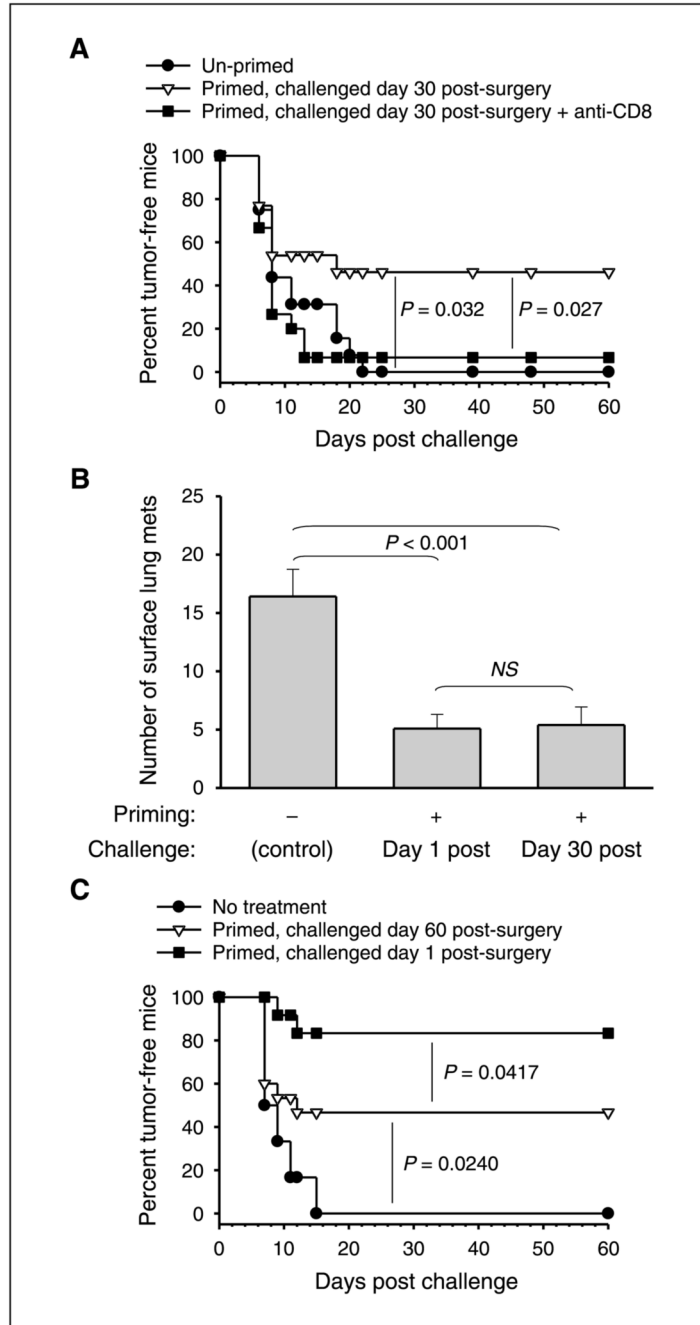 A
Un-primed
Primed, challenged day 30 post-surgery
Primed, challenged day 30 post-surgery + anti-CD8
Percent tumor-free mice
100
80
60
40
20
0
P = 0.032
P = 0.027
0 10 20 30 40 50 60
Days post challenge
B
Number of surface lung mets
25
20
15
10
5
0
P < 0.001
NS
Priming: – + +
Challenge: (control) Day 1 post Day 30 post
C
No treatment
Primed, challenged day 60 post-surgery
Primed, challenged day 1 post-surgery
Percent tumor-free mice
100
80
60
40
20
0
P = 0.0417
P = 0.0240
0 10 20 30 40 50 60
Days post challenge